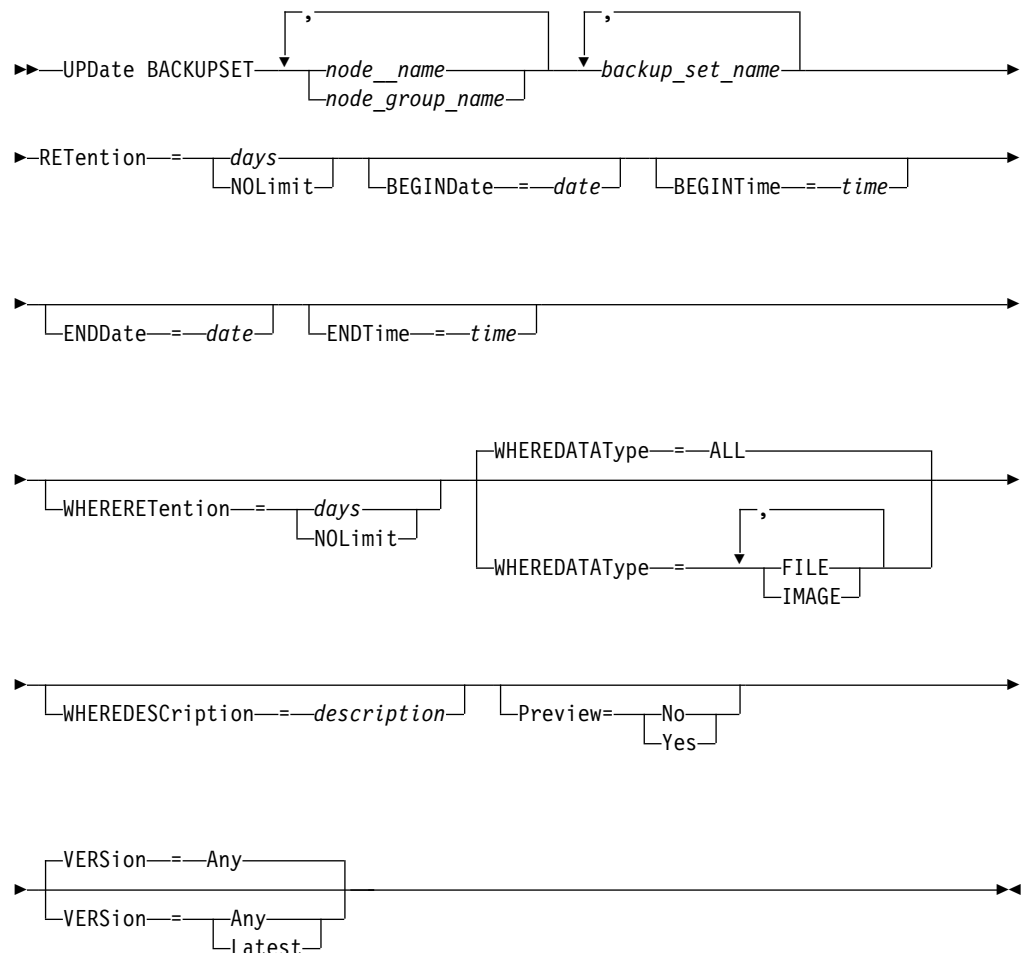 , ,
UPDate BACKUPSET node__name backup_set_name
node_group_name
RETention = days BEGINDate = date BEGINTime = time
NOLimit
ENDDate = date ENDTime = time
WHEREDATAType = ALL
WHERERETention = days
NOLimit
,
WHEREDATAType = FILE
IMAGE
WHEREDESCription = description Preview= No
Yes
VERSion = Any
VERSion = Any
Latest